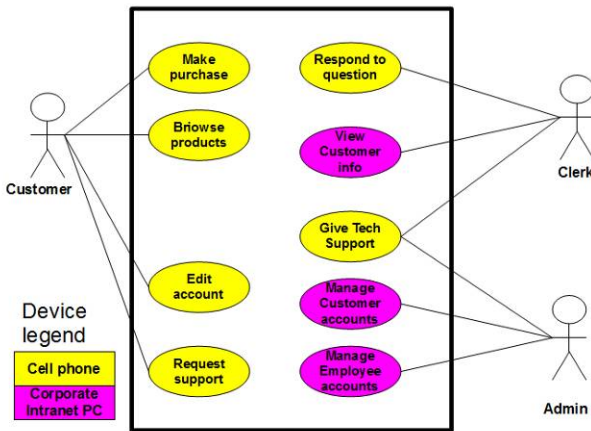 Make
purchase
Briowse
products
Edit
account
Request
support
Respond to
question
View
Customer
info
Give Tech
Support
Manage
Customer
accounts
Manage
Employee
accounts
Customer
Clerk
Admin
Device
legend
Cell phone
Corporate
Intranet PC